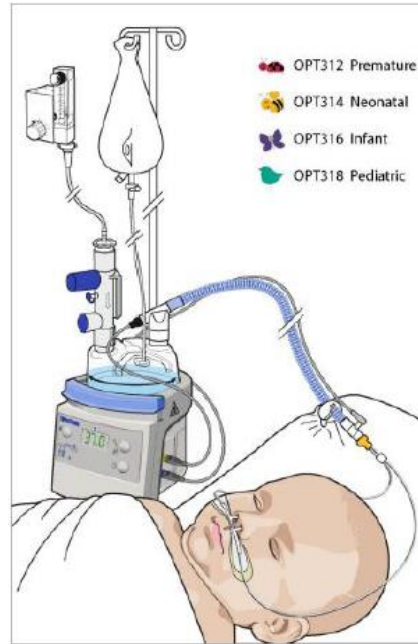 OPT312 Premature
OPT314 Neonatal
OPT316 Infant
OPT318 Pediatric
37.0